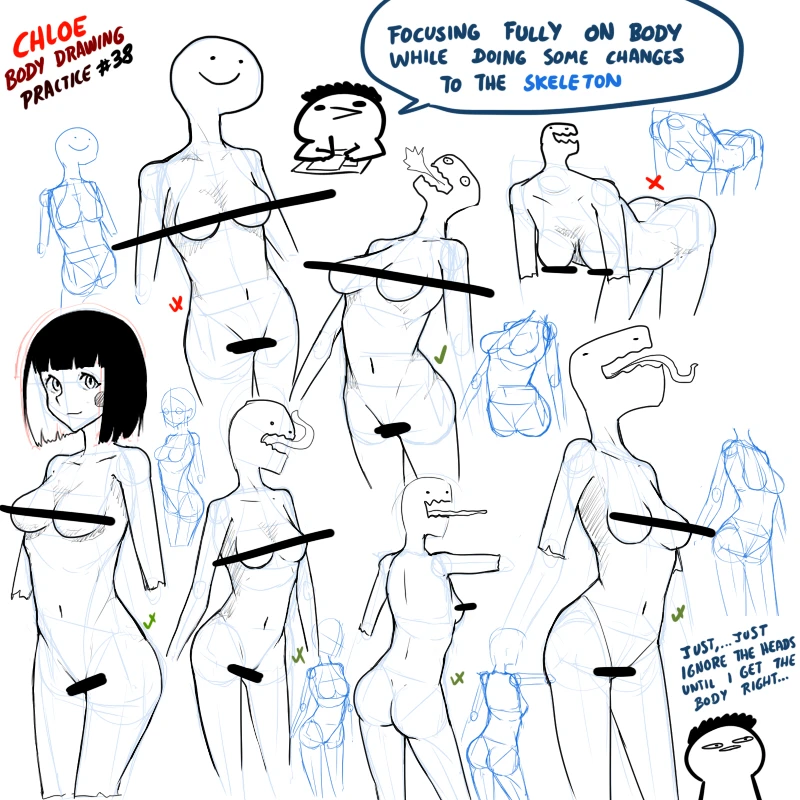 CHLOE
BODY DRAWING
PRACTICE #38
FOCUSING FULLY ON BODY
WHILE DOING SOME CHANGES
TO THE SKELETON
JUST,...JUST
IGNORE THE HEADS
UNTIL I GET THE
BODY RIGHT...